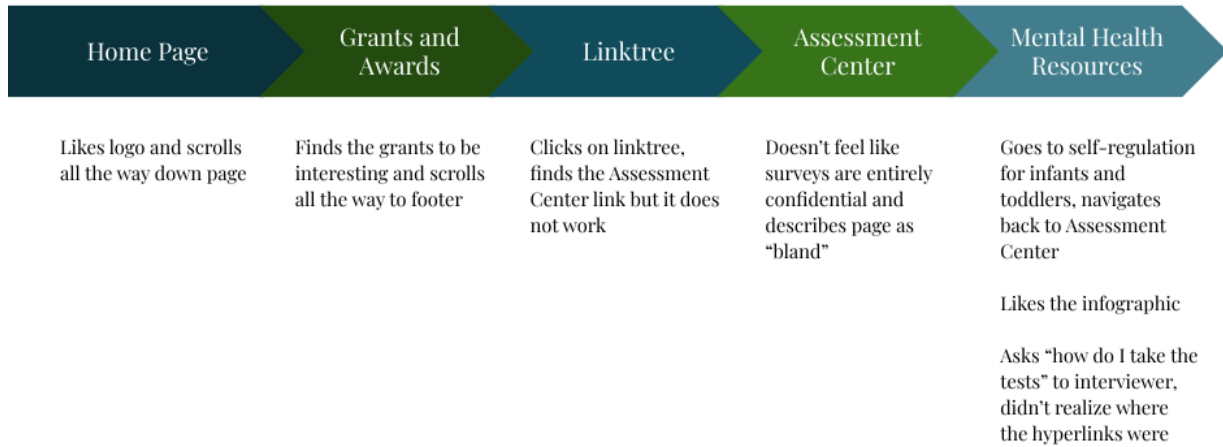 Home Page
Grants and
Awards
Linktree
Assessment
Center
Mental Health
Resources
Likes logo and scrolls
all the way down page
Finds the grants to be
interesting and scrolls
all the way to footer
Clicks on linktree,
finds the Assessment
Center link but it does
not work
Doesn’t feel like
surveys are entirely
confidential and
describes page as
“bland”
Goes to self-regulation
for infants and
toddlers, navigates
back to Assessment
Center
Likes the infographic
Asks “how do I take the
tests” to interviewer,
didn’t realize where
the hyperlinks were